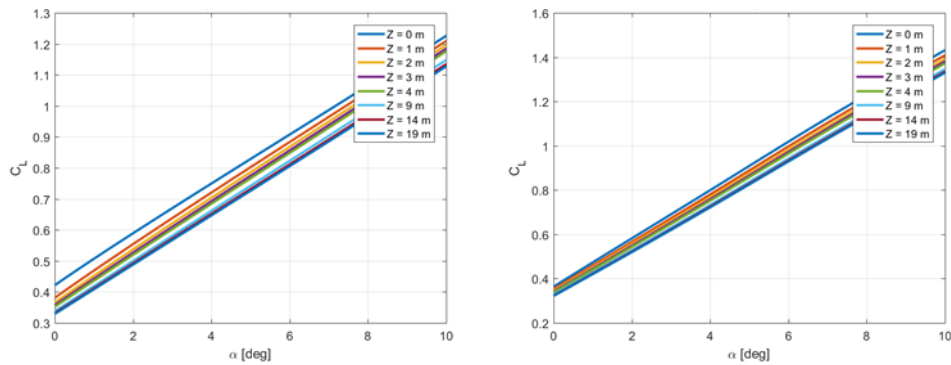 1.3
1.2
1.1
1
0.9
0.8
0.7
0.6
0.5
0.4
0.3
C_L
0 2 4 6 8 10
α [deg]
Z = 0 m
Z = 1 m
Z = 2 m
Z = 3 m
Z = 4 m
Z = 9 m
Z = 14 m
Z = 19 m
1.6
1.4
1.2
1
0.8
0.6
0.4
0.2
C_L
0 2 4 6 8 10
α [deg]
Z = 0 m
Z = 1 m
Z = 2 m
Z = 3 m
Z = 4 m
Z = 9 m
Z = 14 m
Z = 19 m